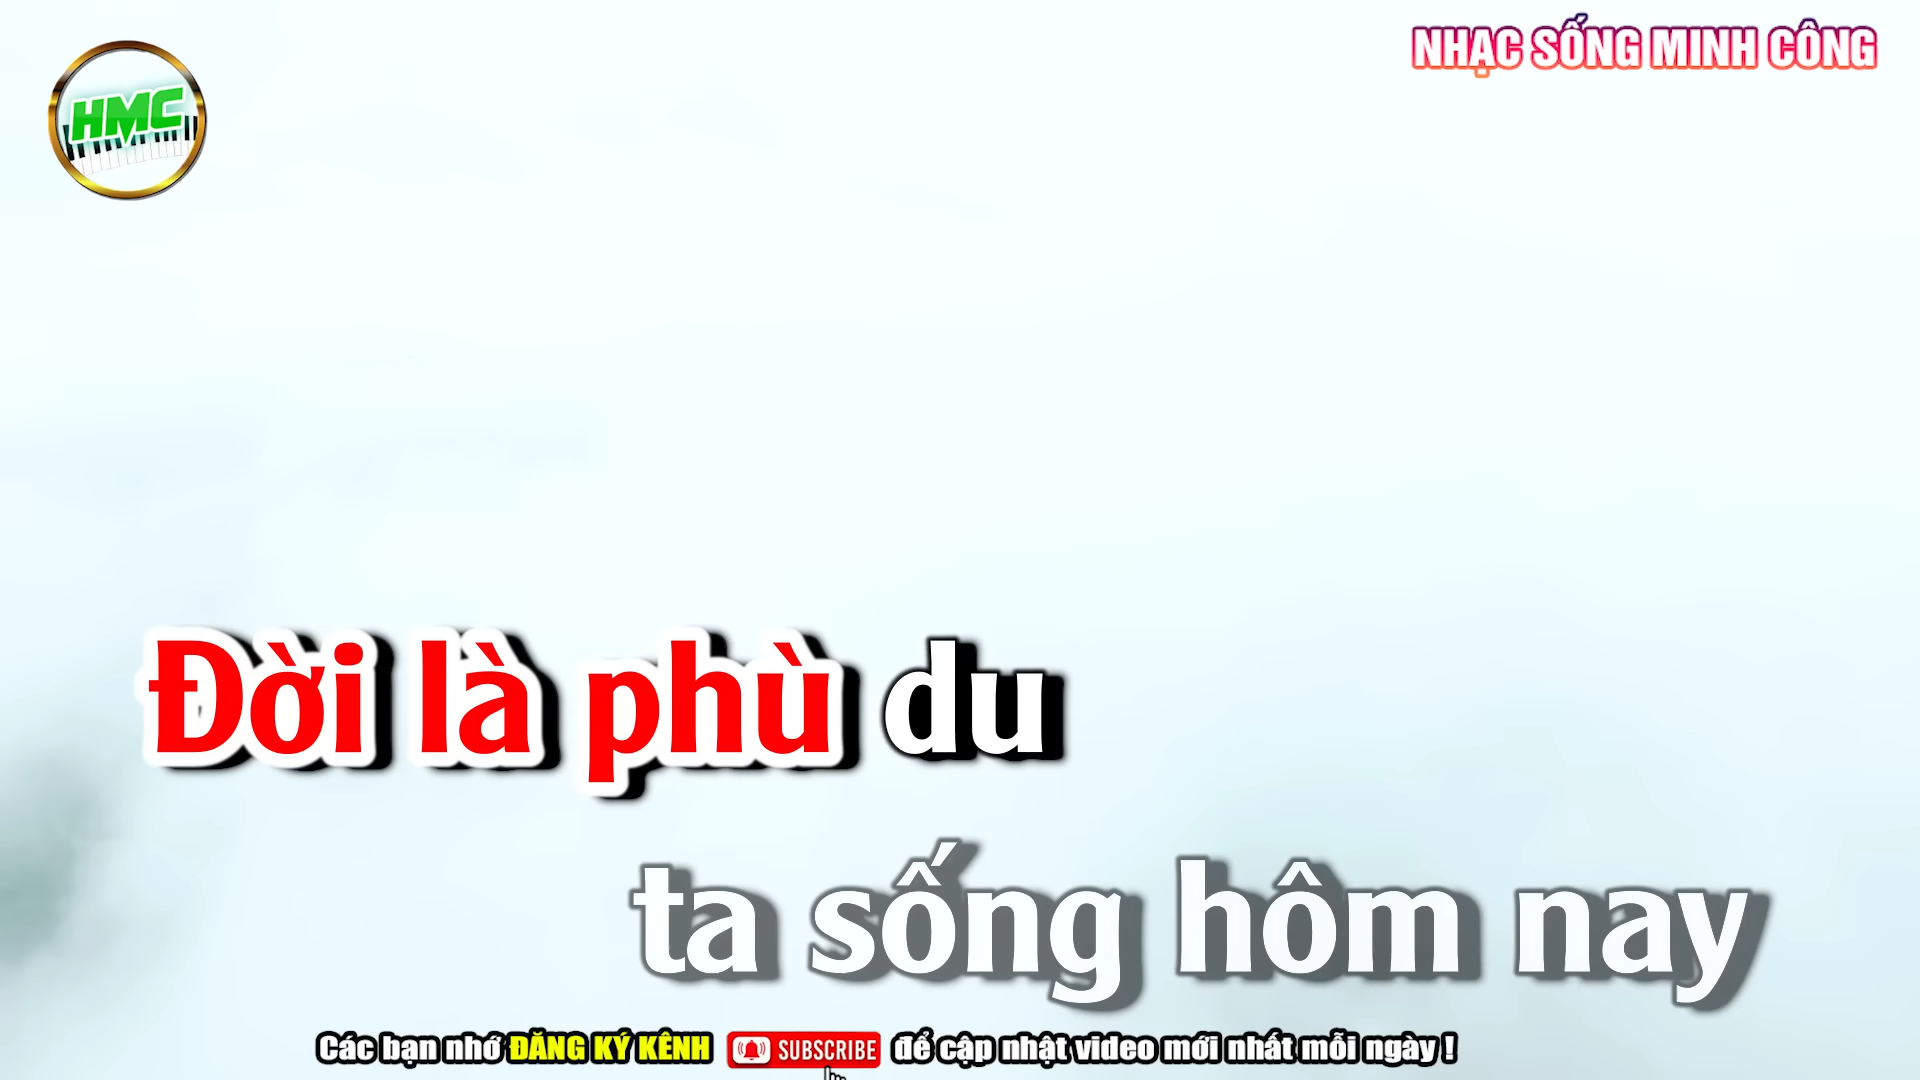 NHẠC SỐNG MINH CÔNG
HMC
Đời là phù du
ta sống hôm nay
Các bạn nhớ ĐĂNG KÝ KÊNH SUBSCRIBE để cập nhật video mới nhất mỗi ngày !